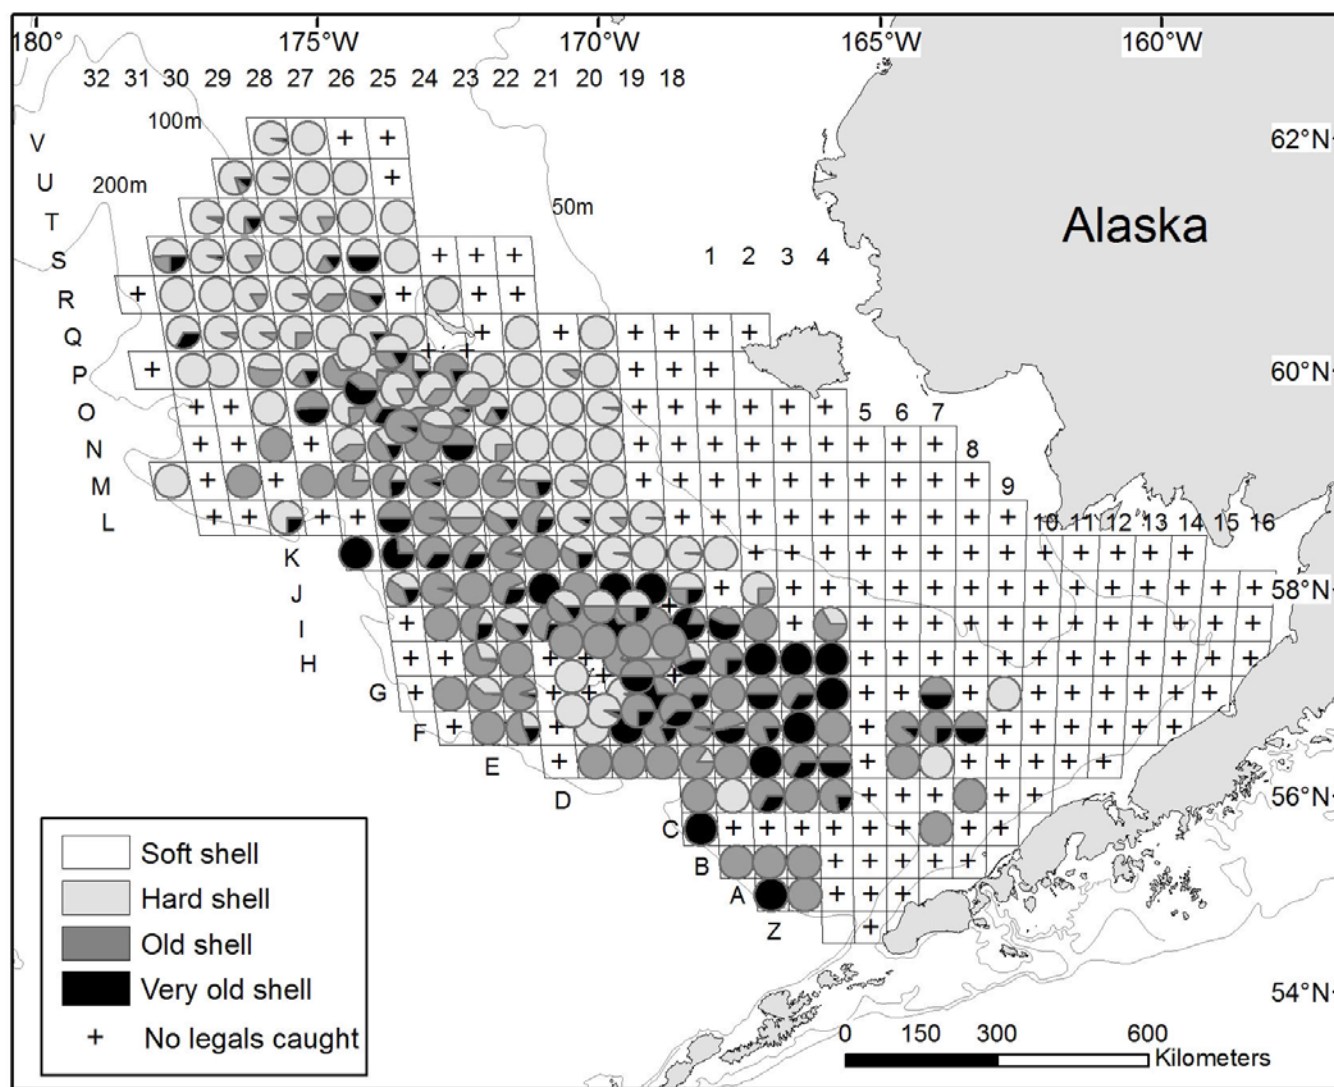 180° 175°W 170°W 165°W 160°W
32 31 30 29 28 27 26 25 24 23 22 21 20 19 18
100m
V
62°N
U
200m
50m
T
Alaska
S
1 2 3 4
R
Q
P
60°N
O
5 6 7
N
8
M
9
L
10 11 12 13 14 15 16
K
J
58°N
I
H
G
F
E
D
56°N
C
B
A
Z
Soft shell
Hard shell
Old shell
Very old shell
+ No legals caught
54°N
0 150 300 600
Kilometers